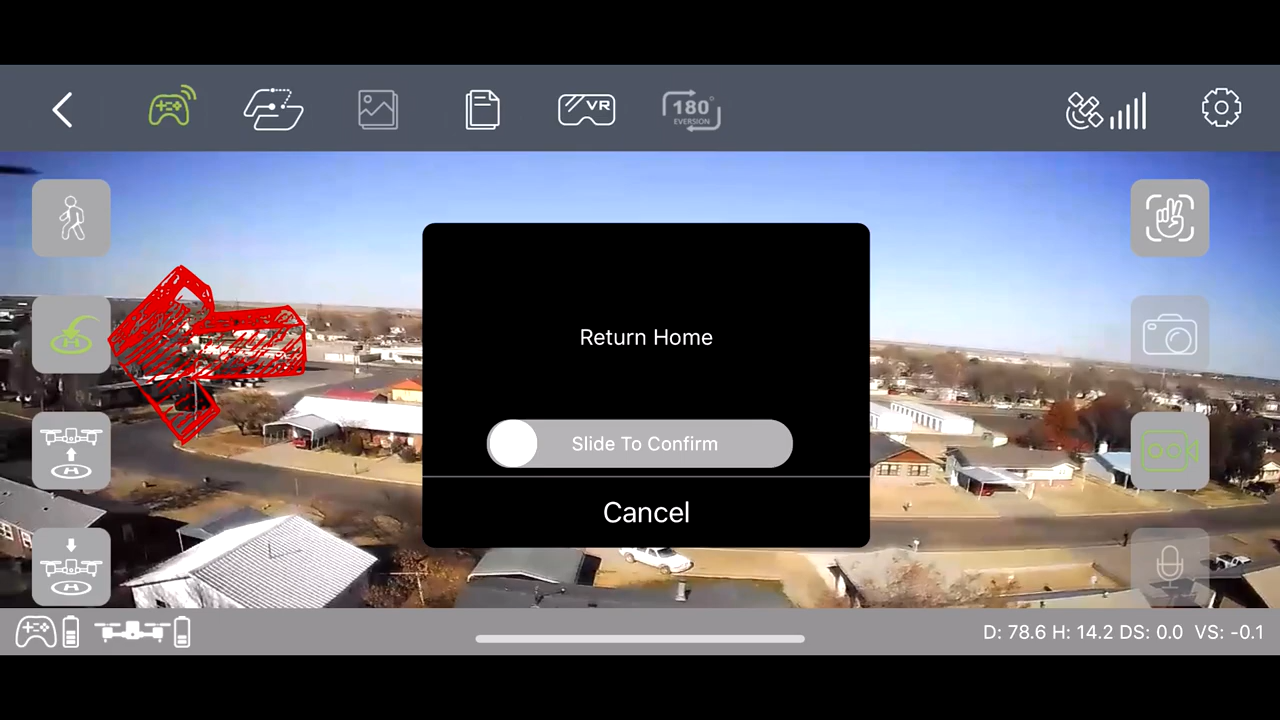 VR
180°
EVERSION
Return Home
Slide To Confirm
Cancel
H
H
H
D: 78.6 H: 14.2 DS: 0.0 VS: -0.1